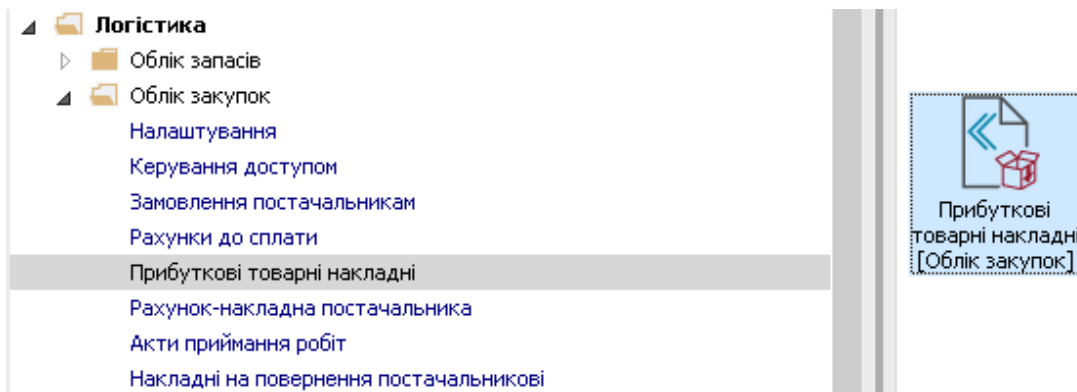 Логістика
Облік запасів
Облік закупок
Налаштування
Керування доступом
Замовлення постачальникам
Рахунки до сплати
Прибуткові товарні накладні
Рахунок-накладна постачальника
Акти приймання робіт
Накладні на повернення постачальникові
Прибуткові
товарні накладні
[Облік закупок]